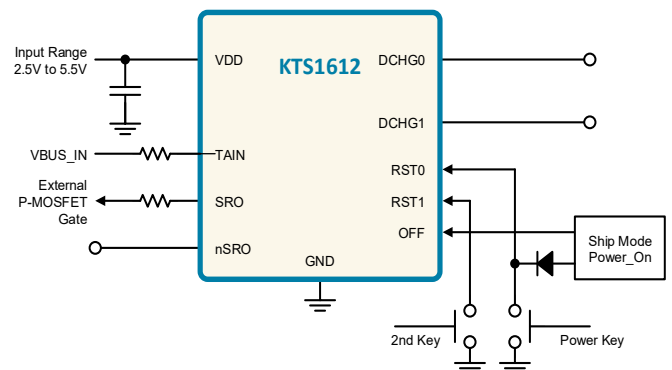 Input Range
2.5V to 5.5V
VDD
KTS1612
DCHG0
DCHG1
VBUS_IN
TAIN
RST0
External
P-MOSFET
Gate
SRO
RST1
OFF
Ship Mode
Power_On
nSRO
GND
2nd Key
Power Key